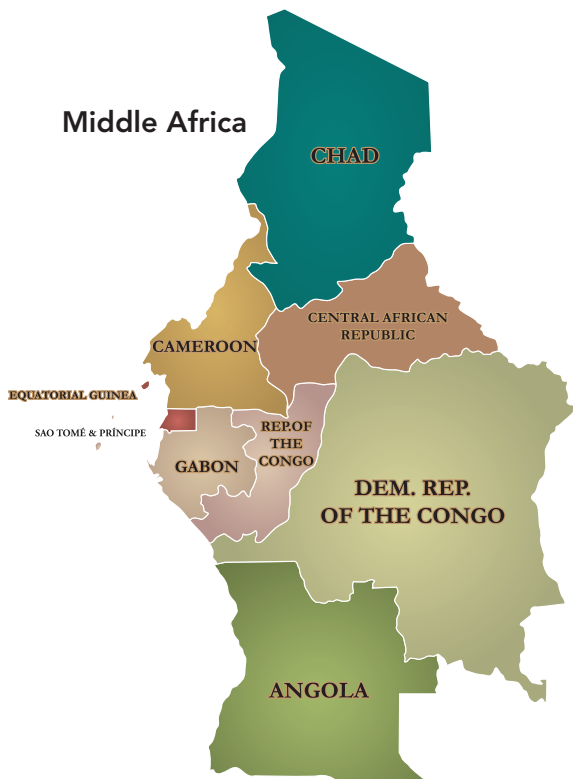 Middle Africa
CHAD
CENTRAL AFRICAN
REPUBLIC
CAMEROON
EQUATORIAL GUINEA
SAO TOMÉ & PRÍNCIPE
REP.OF
THE
CONGO
GABON
DEM. REP.
OF THE CONGO
ANGOLA